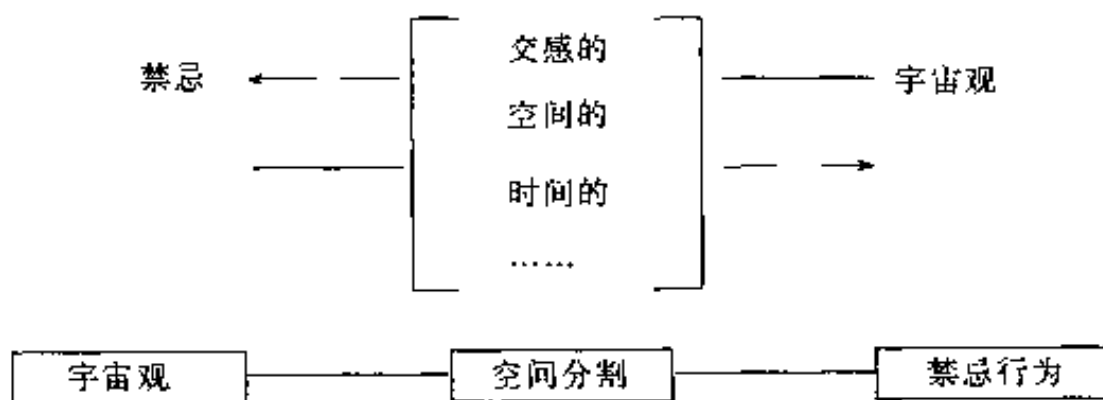 交感的
禁忌 宇宙观
空间的
时间的
……
宇宙观 空间分割 禁忌行为